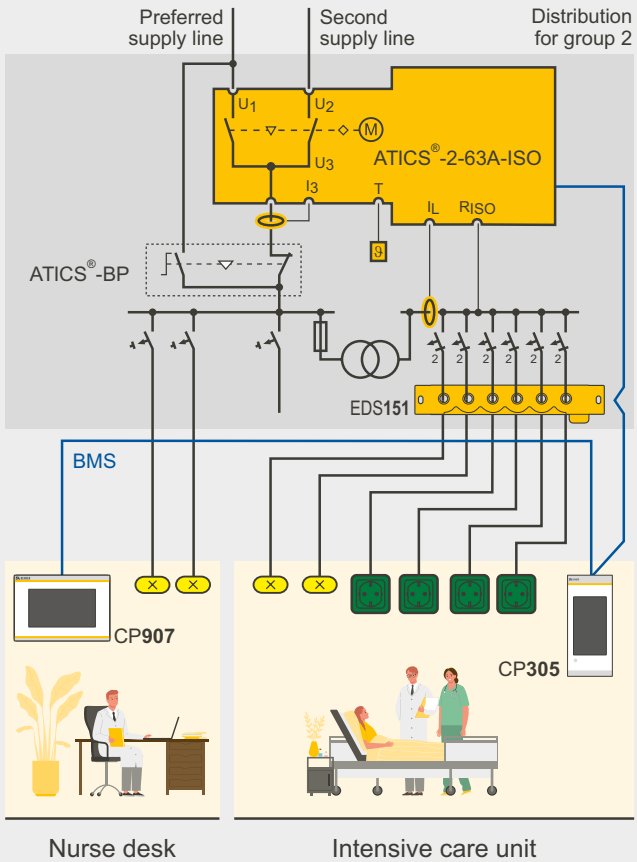 Preferred
supply line
Second
supply line
Distribution
for group 2
U1
U2
M
ATICS®-2-63A-ISO
U3
I3
T
IL
RISO
ϑ
ATICS®-BP
2
2
2
2
2
2
EDS151
BMS
CP907
CP305
Nurse desk
Intensive care unit